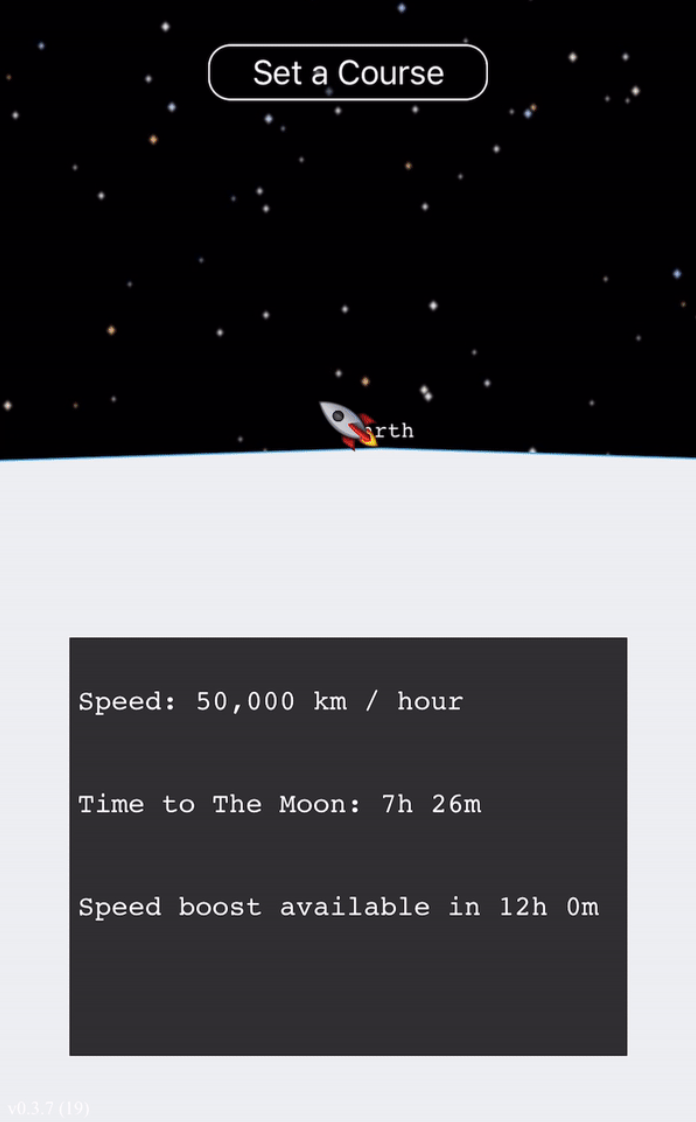 Set a Course
arth
Speed: 50,000 km / hour
Time to The Moon: 7h 26m
Speed boost available in 12h 0m
v0.3.7 (19)